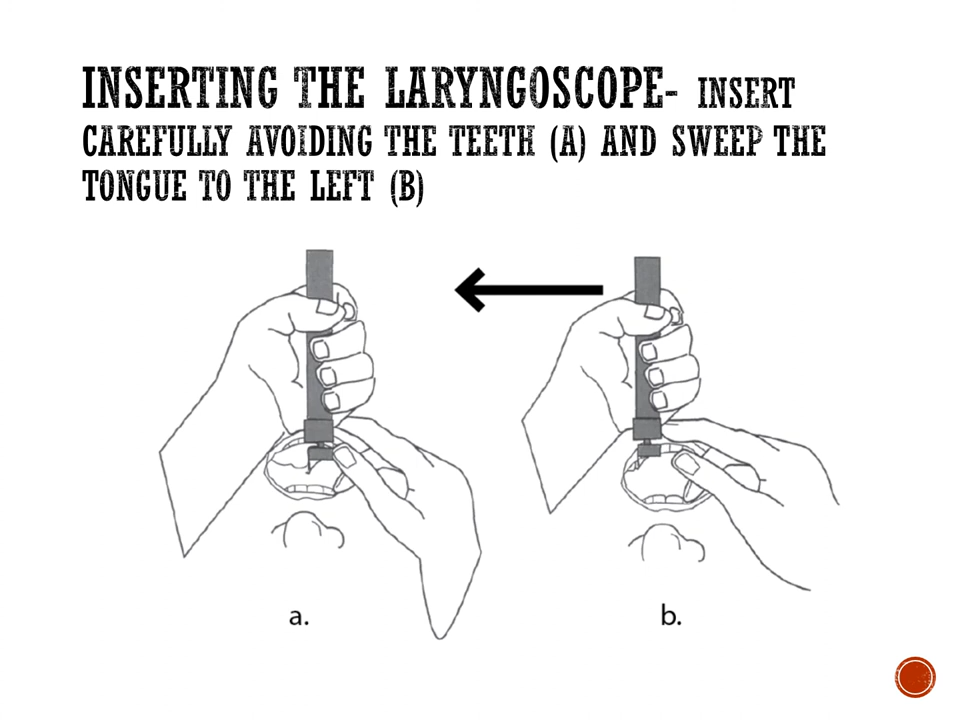 INSERTING THE LARYNGOSCOPE- INSERT
CAREFULLY AVOIDING THE TEETH (A) AND SWEEP THE
TONGUE TO THE LEFT (B)
a.
b.